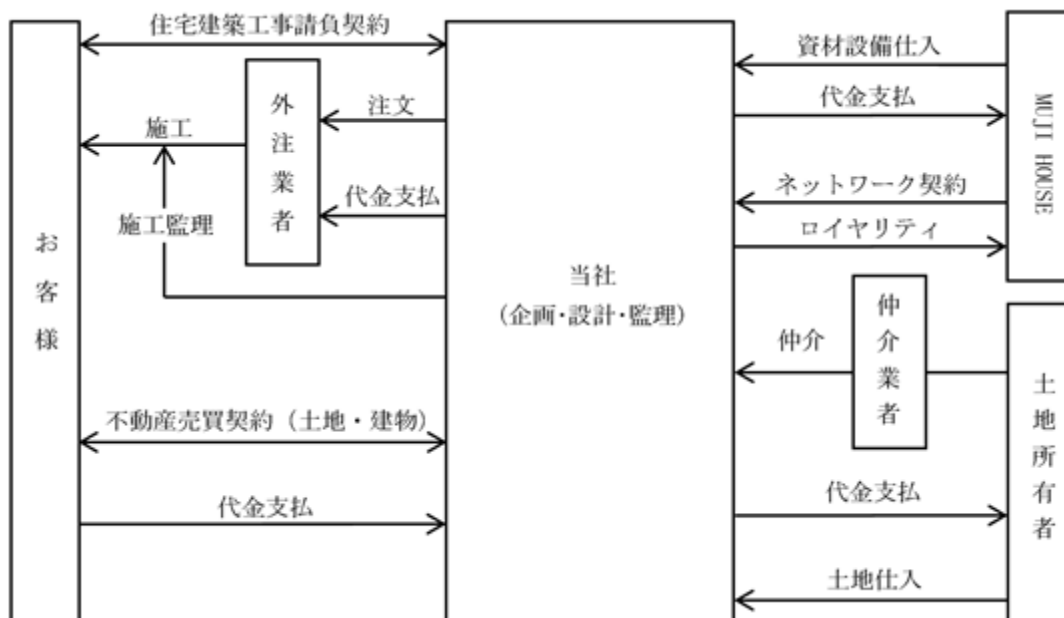 住宅建築工事請負契約
資材設備仕入
外注業者
注文
代金支払
MUJI HOUSE
施工
ネットワーク契約
代金支払
施工監理
ロイヤリティ
お客様
当社
(企画・設計・監理)
仲介業者
仲介
土地所有者
不動産売買契約（土地・建物）
代金支払
代金支払
土地仕入